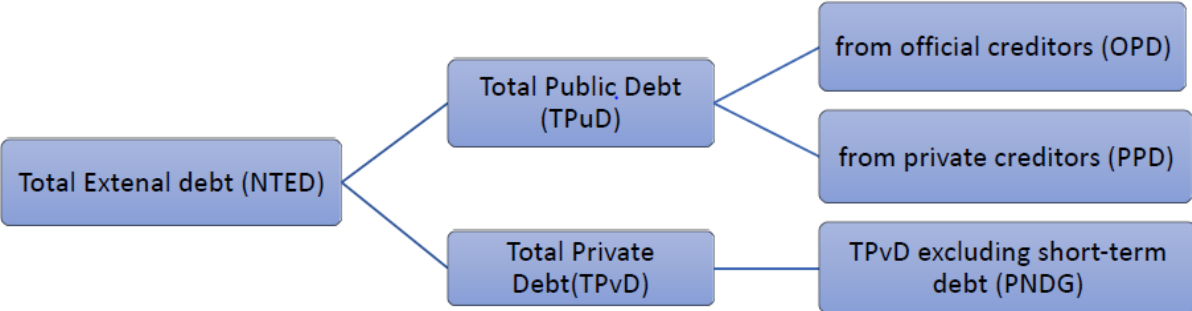 Total Extenal debt (NTED)
Total Public Debt
(TPuD)
from official creditors (OPD)
from private creditors (PPD)
Total Private
Debt(TPvD)
TPvD excluding short-term
debt (PNDG)